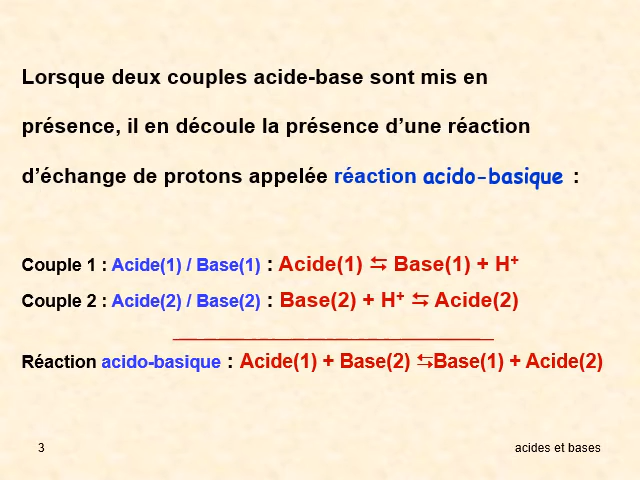 Lorsque deux couples acide-base sont mis en
présence, il en découle la présence d’une réaction
d’échange de protons appelée réaction acido-basique :
Couple 1 : Acide(1) / Base(1) : Acide(1) ⇆ Base(1) + H⁺
Couple 2 : Acide(2) / Base(2) : Base(2) + H⁺ ⇆ Acide(2)
Réaction acido-basique : Acide(1) + Base(2) ⇆Base(1) + Acide(2)
3 acides et bases